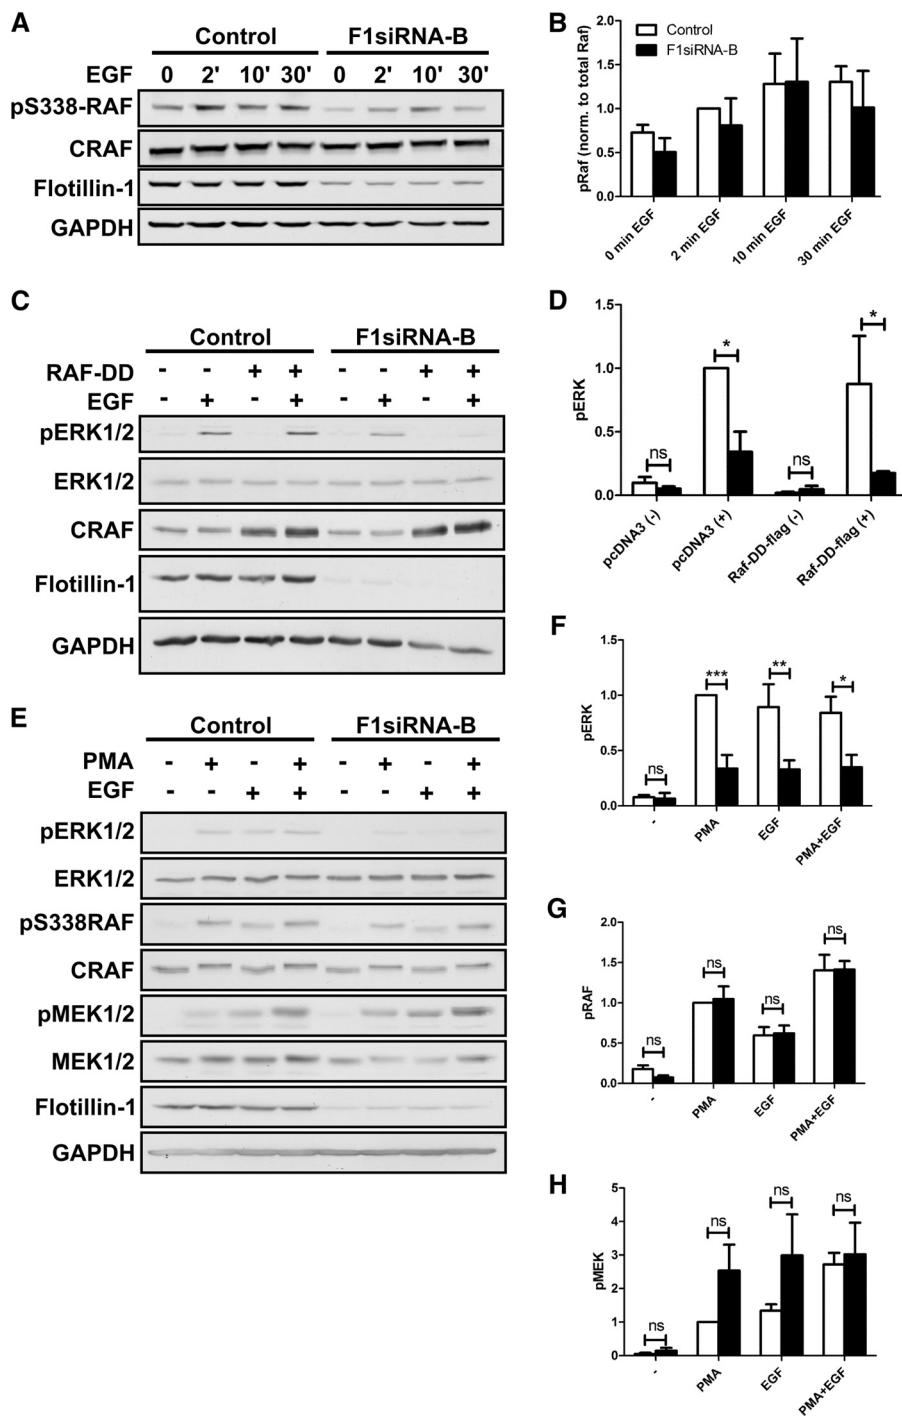 A
Control F1siRNA-B
EGF 0 2' 10' 30' 0 2' 10' 30'
pS338-RAF
CRAF
Flotillin-1
GAPDH
B
pRaf (norm. to total Raf)
2.0
1.5
1.0
0.5
0.0
Control
F1siRNA-B
0 min EGF
2 min EGF
10 min EGF
30 min EGF
C
Control F1siRNA-B
RAF-DD - - + + - - + +
EGF - + - + - + - +
pERK1/2
ERK1/2
CRAF
Flotillin-1
GAPDH
D
pERK
1.5
1.0
0.5
0.0
ns * ns *
pcDNA3 (-)
pcDNA3 (+)
Raf-DD-flag (-)
Raf-DD-flag (+)
E
Control F1siRNA-B
PMA - + - + - + - +
EGF - - + + - - + +
pERK1/2
ERK1/2
pS338RAF
CRAF
pMEK1/2
MEK1/2
Flotillin-1
GAPDH
F
pERK
1.5
1.0
0.5
0.0
ns *** ** *
-
PMA
EGF
PMA+EGF
G
pRAF
2.0
1.5
1.0
0.5
0.0
ns ns ns ns
-
PMA
EGF
PMA+EGF
H
pMEK
5
4
3
2
1
0
ns ns ns ns
-
PMA
EGF
PMA+EGF